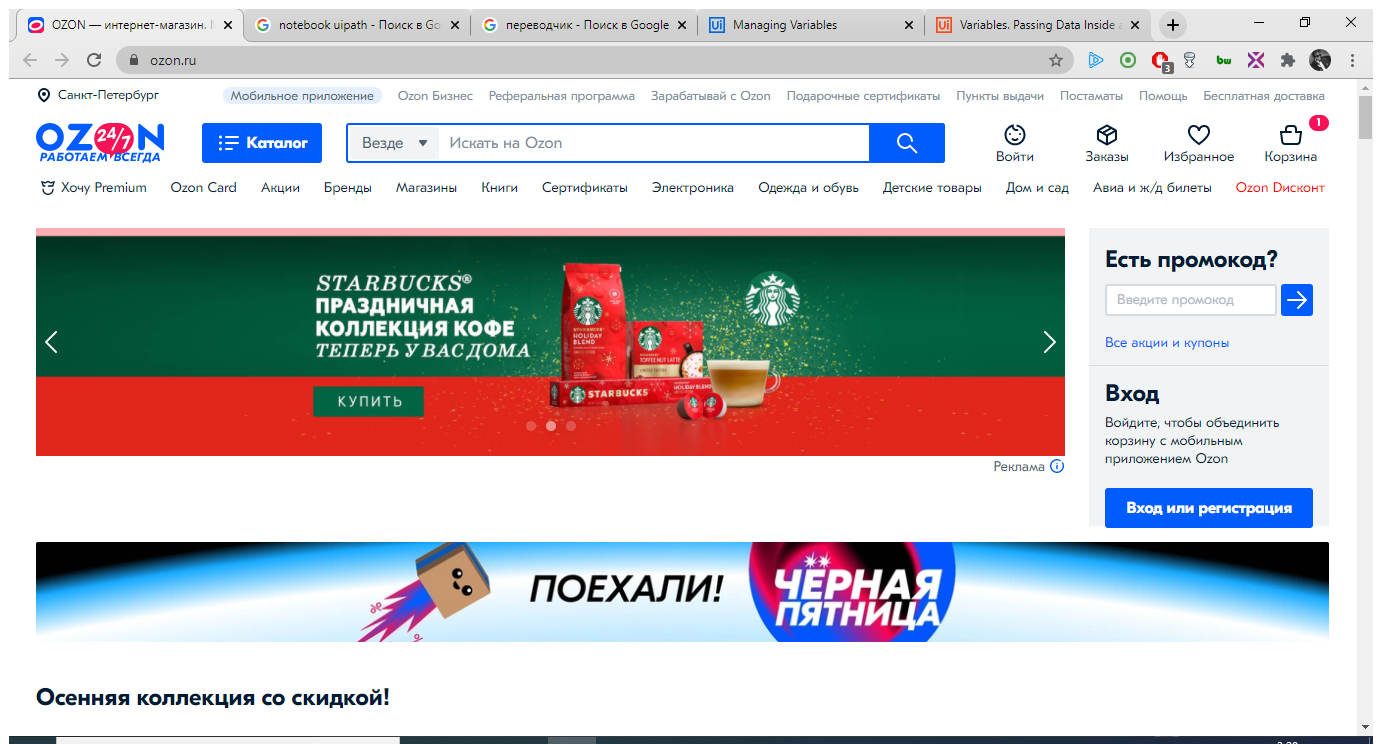 OZON — интернет-магазин.
notebook uipath - Поиск в Go
переводчик - Поиск в Google
Managing Variables
Variables. Passing Data Inside
ozon.ru
3
bw
Санкт-Петербург
Мобильное приложение
Ozon Бизнес
Реферальная программа
Зарабатывай с Ozon
Подарочные сертификаты
Пункты выдачи
Постаматы
Помощь
Бесплатная доставка
OZON
24/7
РАБОТАЕМ ВСЕГДА
Каталог
Везде
Искать на Ozon
Войти
Заказы
Избранное
1
Корзина
Хочу Premium
Ozon Card
Акции
Бренды
Магазины
Книги
Сертификаты
Электроника
Одежда и обувь
Детские товары
Дом и сад
Авиа и ж/д билеты
Ozon Dисконт
STARBUCKS®
ПРАЗДНИЧНАЯ
КОЛЛЕКЦИЯ КОФЕ
ТЕПЕРЬ У ВАС ДОМА
КУПИТЬ
STARBUCKS
HOLIDAY
BLEND
TOFFEE NUT LATTE
STARBUCKS
HOLIDAY BLEND
Реклама
Есть промокод?
Введите промокод
Все акции и купоны
Вход
Войдите, чтобы объединить
корзину с мобильным
приложением Ozon
Вход или регистрация
ПОЕХАЛИ!
ЧЁРНАЯ
ПЯТНИЦА
Осенняя коллекция со скидкой!